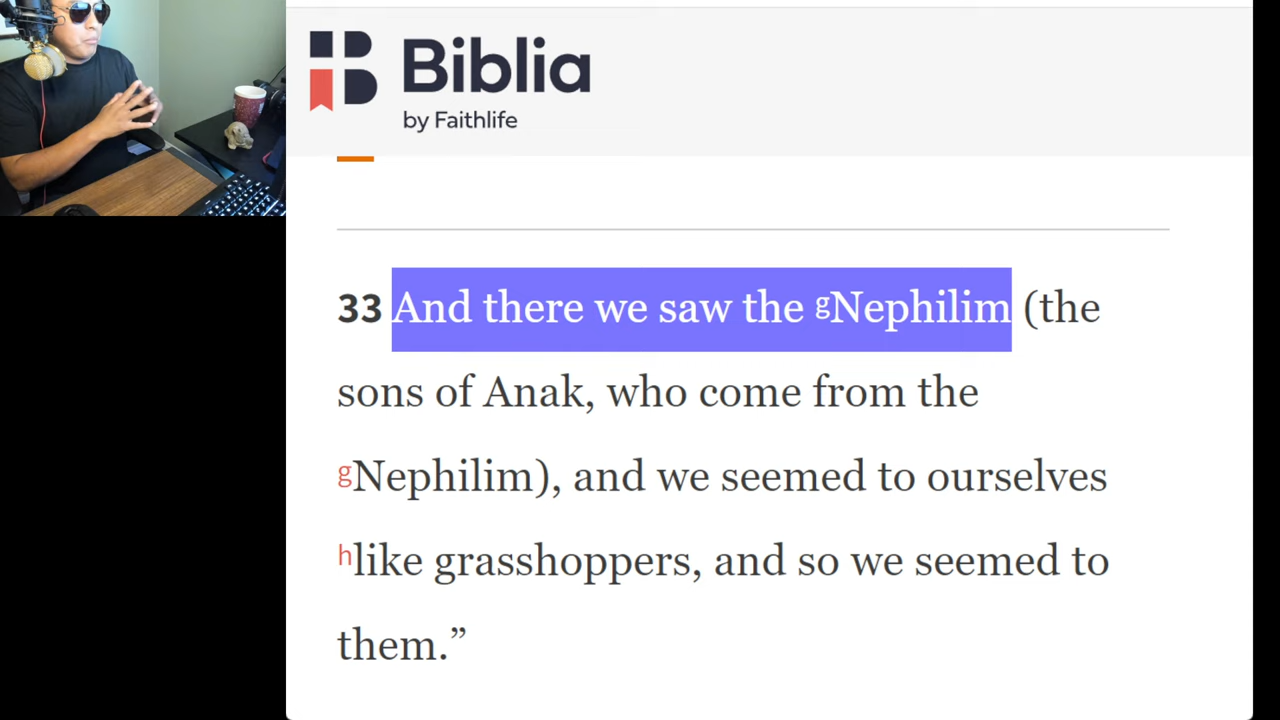 Biblia
by Faithlife
33 And there we saw the gNephilim (the
sons of Anak, who come from the
gNephilim), and we seemed to ourselves
hlike grasshoppers, and so we seemed to
them.”